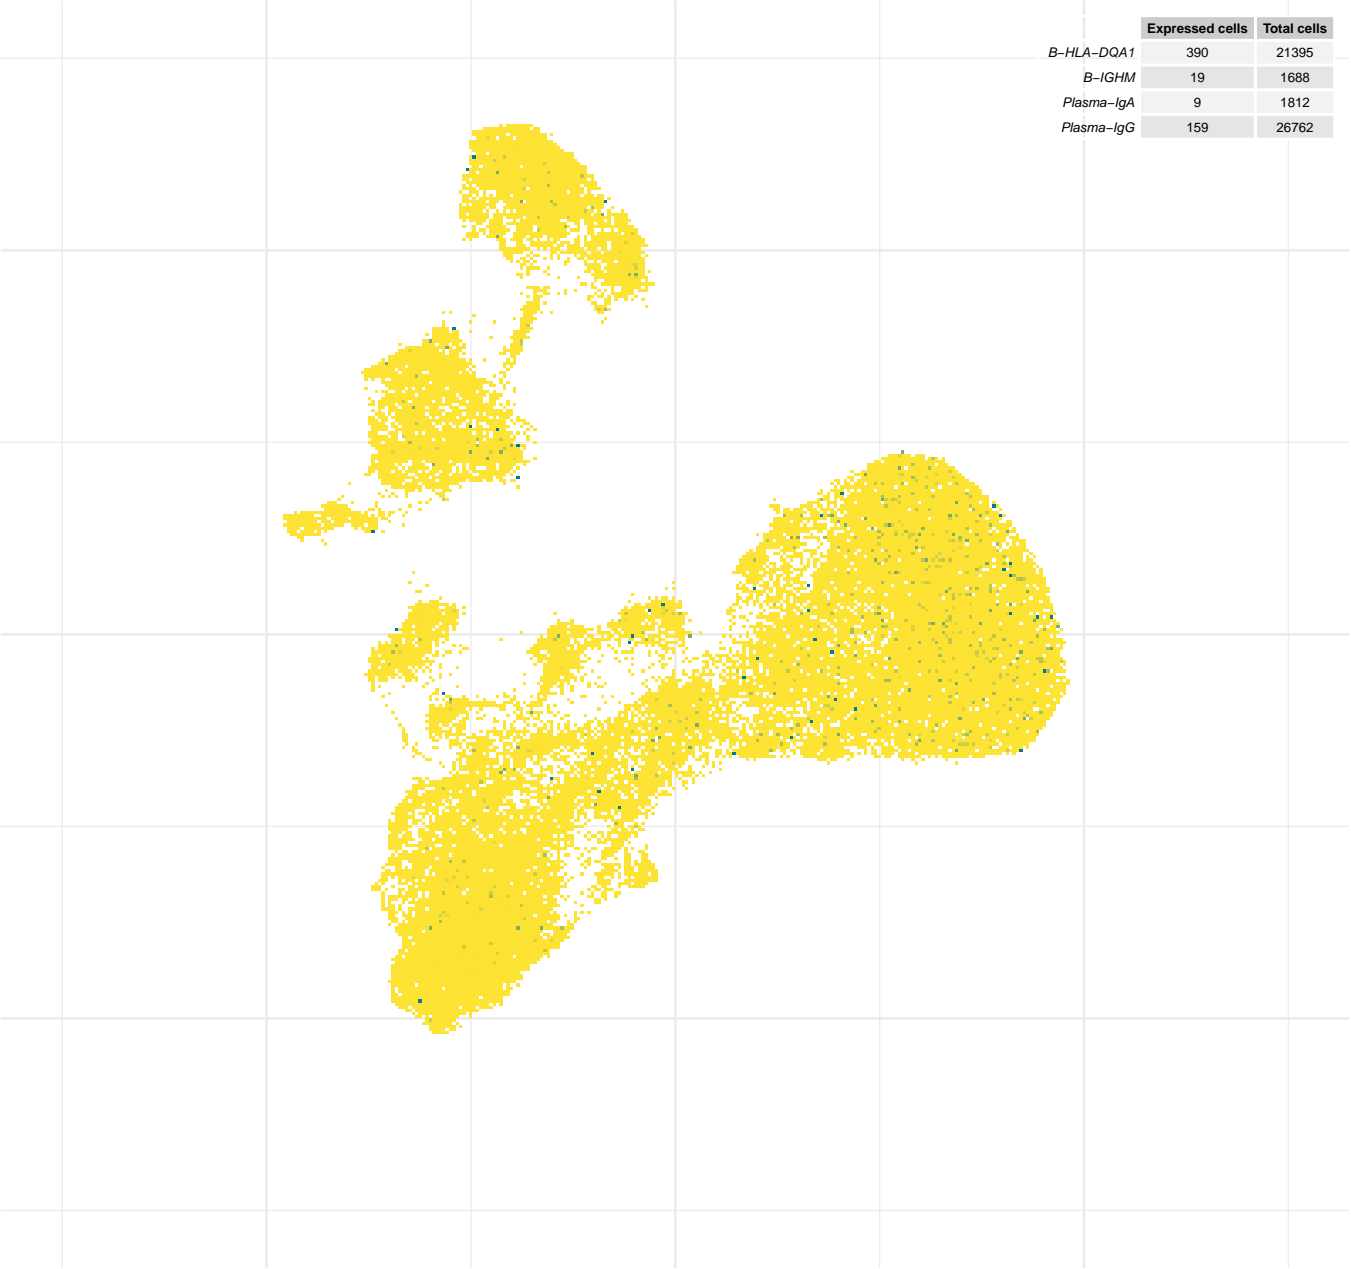 Expressed cells Total cells
B−HLA−DQA1 390 21395
B−IGHM 19 1688
Plasma−IgA 9 1812
Plasma−IgG 159 26762